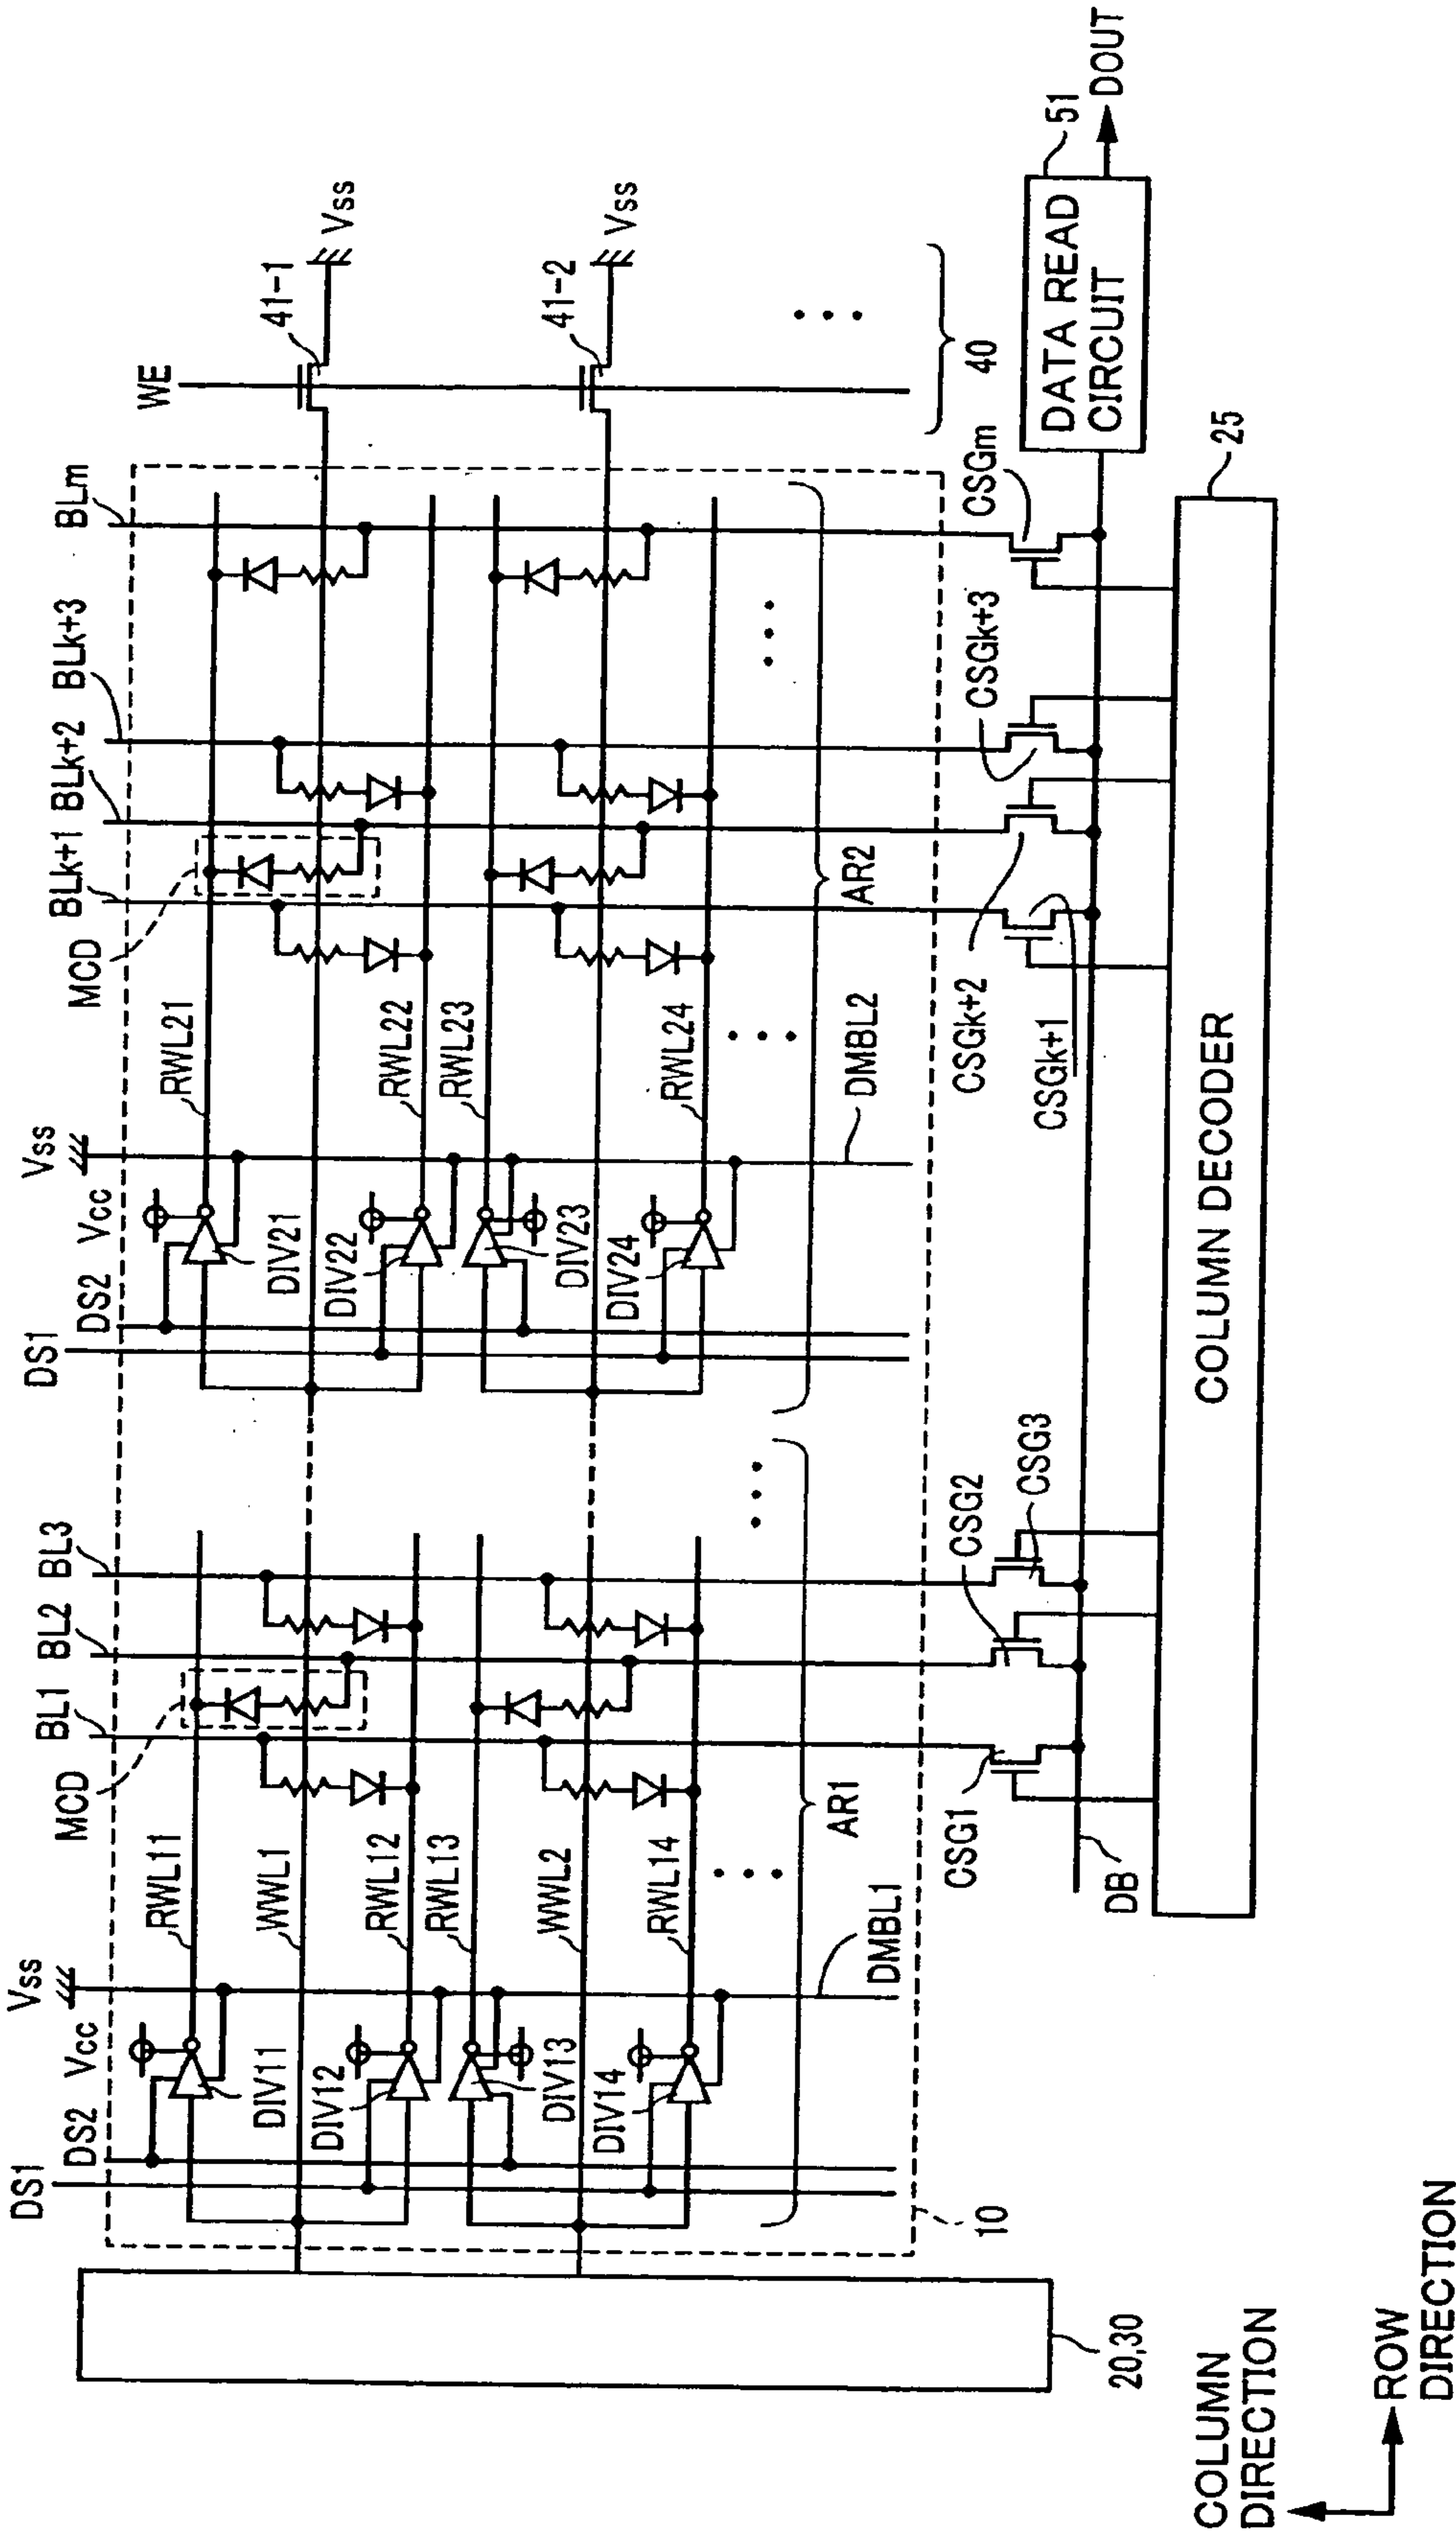 DS1
DS2 Vcc
Vss
BL1
BL2
BL3
DS1
DS2 Vcc
Vss
BLk+1
BLk+2
BLk+3
BLm
WE
MCD
MCD
RWL11
DIV11
WWL1
DIV12
RWL12
RWL13
DIV13
WWL2
DIV14
RWL14
DMBL1
AR1
RWL21
DIV21
DIV22
RWL22
RWL23
DIV23
DIV24
RWL24
DMBL2
AR2
41-1
Vss
41-2
Vss
40
10
20,30
CSG1
CSG2
CSG3
CSGk+2
CSGk+1
CSGk+3
CSGm
DB
COLUMN DECODER
25
DATA READ
CIRCUIT
51
DOUT
COLUMN
DIRECTION
ROW
DIRECTION